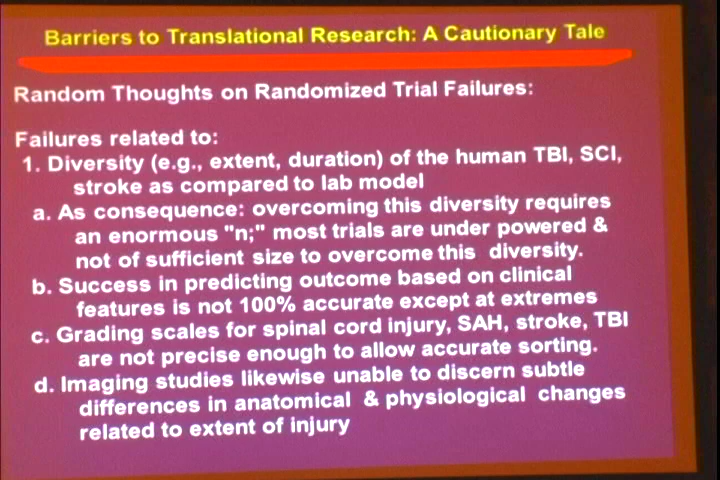 Barriers to Translational Research: A Cautionary Tale
Random Thoughts on Randomized Trial Failures:
Failures related to:
1. Diversity (e.g., extent, duration) of the human TBI, SCI,
stroke as compared to lab model
a. As consequence: overcoming this diversity requires
an enormous "n;" most trials are under powered &
not of sufficient size to overcome this diversity.
b. Success in predicting outcome based on clinical
features is not 100% accurate except at extremes
c. Grading scales for spinal cord injury, SAH, stroke, TBI
are not precise enough to allow accurate sorting.
d. Imaging studies likewise unable to discern subtle
differences in anatomical & physiological changes
related to extent of injury